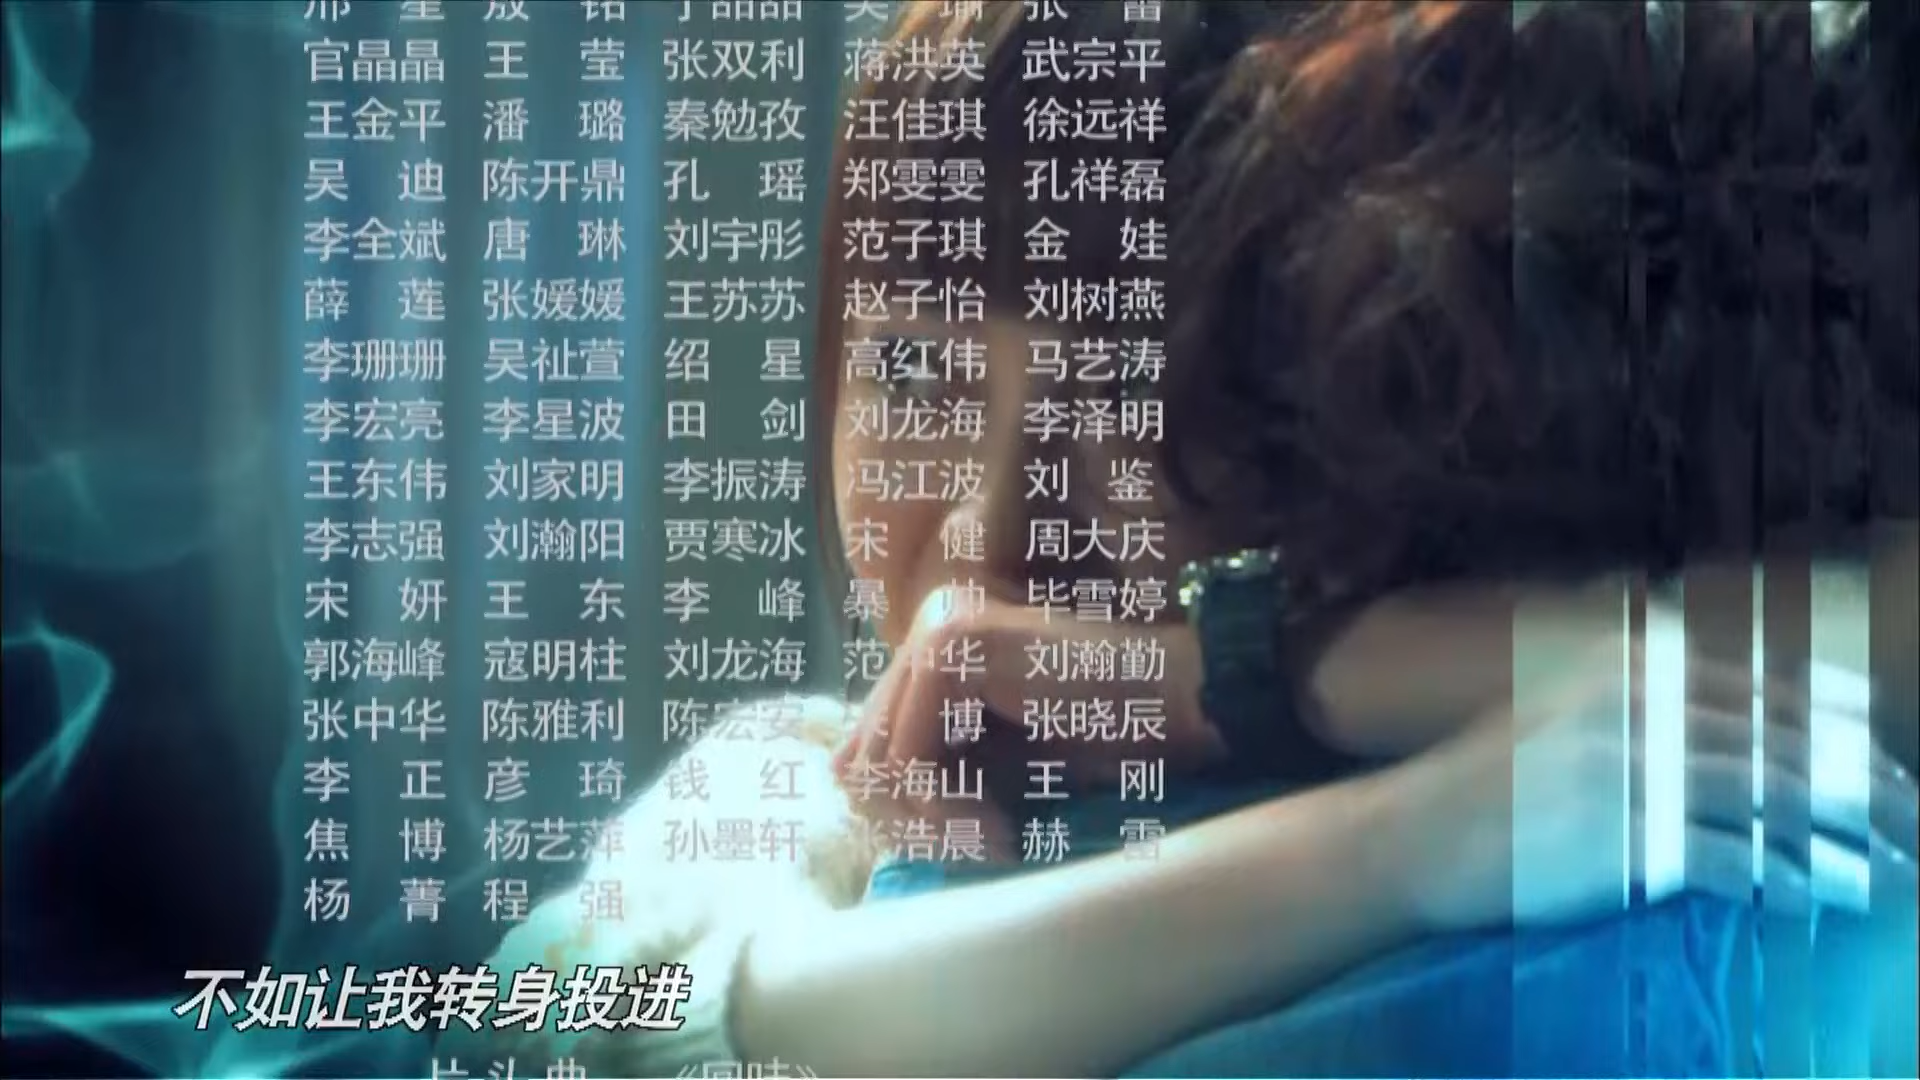 官晶晶 王 莹 张双利 蒋洪英 武宗平
王金平 潘 璐 秦勉孜 汪佳琪 徐远祥
吴 迪 陈开鼎 孔 瑶 郑雯雯 孔祥磊
李全斌 唐 琳 刘宇彤 范子琪 金 娃
薛 莲 张媛媛 王苏苏 赵子怡 刘树燕
李珊珊 吴祉萱 绍 星 高红伟 马艺涛
李宏亮 李星波 田 剑 刘龙海 李泽明
王东伟 刘家明 李振涛 冯江波 刘 鉴
李志强 刘瀚阳 贾寒冰 宋 健 周大庆
宋 妍 王 东 李 峰 暴 帅 毕雪婷
郭海峰 寇明柱 刘龙海 范中华 刘瀚勤
张中华 陈雅利 陈宏安 博 张晓辰
李 正 彦 琦 钱 红 李海山 王 刚
焦 博 杨艺萍 孙墨轩 张浩晨 赫 雷
杨 菁 程 强
不如让我转身投进
片头曲